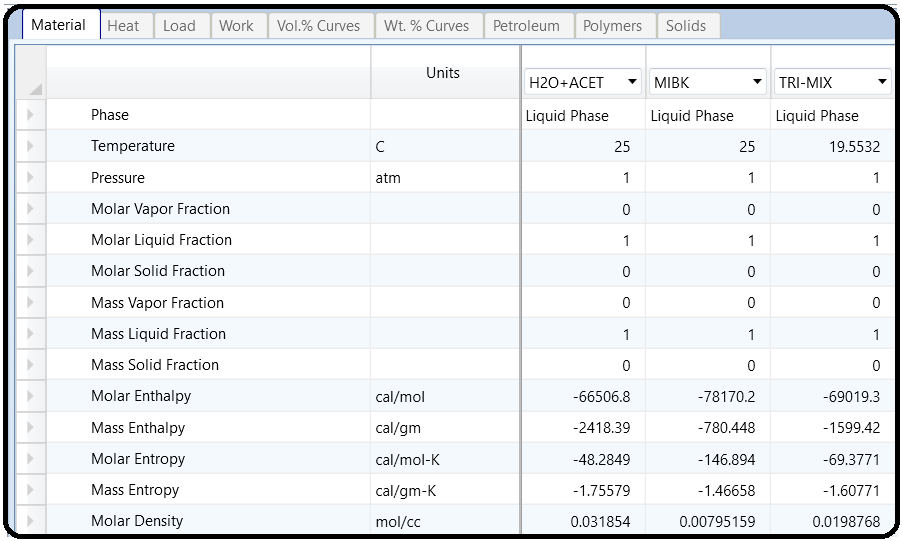 Material Heat Load Work Vol.% Curves Wt. % Curves Petroleum Polymers Solids
Units H2O+ACET MIBK TRI-MIX
Phase Liquid Phase Liquid Phase Liquid Phase
Temperature C 25 25 19.5532
Pressure atm 1 1 1
Molar Vapor Fraction 0 0 0
Molar Liquid Fraction 1 1 1
Molar Solid Fraction 0 0 0
Mass Vapor Fraction 0 0 0
Mass Liquid Fraction 1 1 1
Mass Solid Fraction 0 0 0
Molar Enthalpy cal/mol -66506.8 -78170.2 -69019.3
Mass Enthalpy cal/gm -2418.39 -780.448 -1599.42
Molar Entropy cal/mol-K -48.2849 -146.894 -69.3771
Mass Entropy cal/gm-K -1.75579 -1.46658 -1.60771
Molar Density mol/cc 0.031854 0.00795159 0.0198768